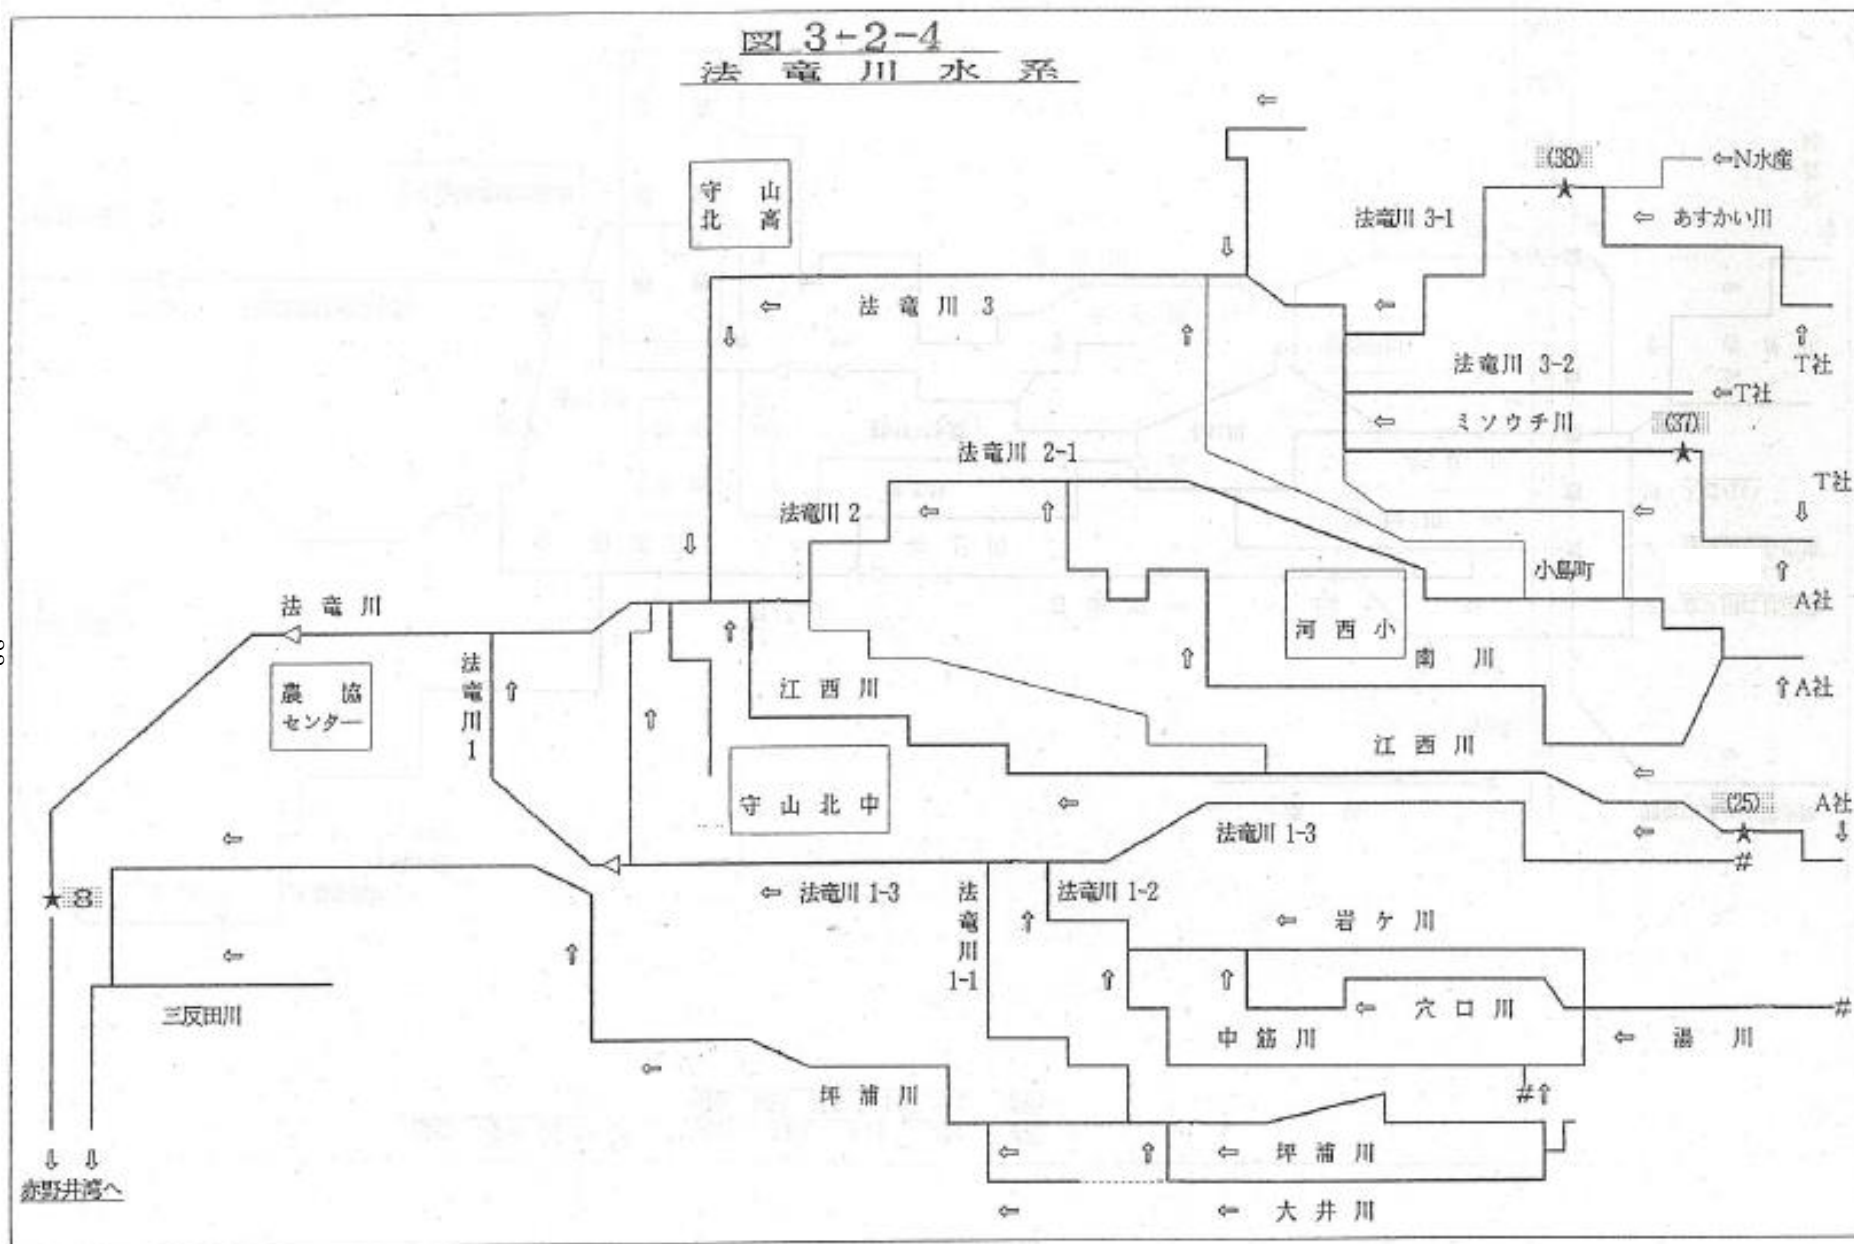 図 3-2-4
法竜川水系
⇦
(38)
⇦N水産
守山
北高
法竜川 3-1
⇦ あすかい川
⇩
⇦ 法竜川 3
⇦
⇩
⇧
⇧
法竜川 3-2
T社
⇦T社
⇦ ミソウチ川
(37)
法竜川 2-1
T社
法竜川 2
⇦
⇧
⇦
⇩
⇩
小島町
⇧
A社
法竜川
⇧
河西小
南川
⇧
法竜川1
⇧
農協
センター
江西川
⇧A社
⇧
江西川
⇦
守山北中
⇦
(25)
A社
⇩
⇦
法竜川 1-3
⇦
#
★ 8
⇦ 法竜川 1-3
法竜川1-1
法竜川 1-2
⇧
⇦ 岩ケ川
⇦
⇧
⇧
⇧
三反田川
⇦ 穴口川
#
中筋川
⇦ 湯川
⇦
坪浦川
#⇧
⇩ ⇩
⇦
⇧
⇦ 坪浦川
赤野井湾へ
⇦
⇦ 大井川